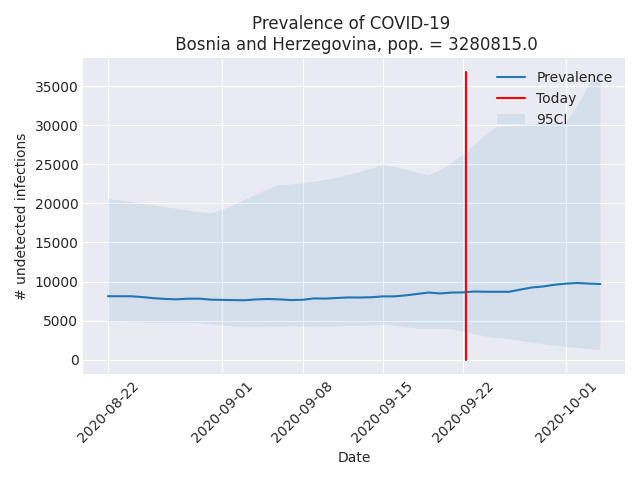 Prevalence of COVID-19
Bosnia and Herzegovina, pop. = 3280815.0
Prevalence
Today
95CI
35000
30000
25000
20000
15000
10000
5000
0
# undetected infections
2020-08-22
2020-09-01
2020-09-08
2020-09-15
2020-09-22
2020-10-01
Date